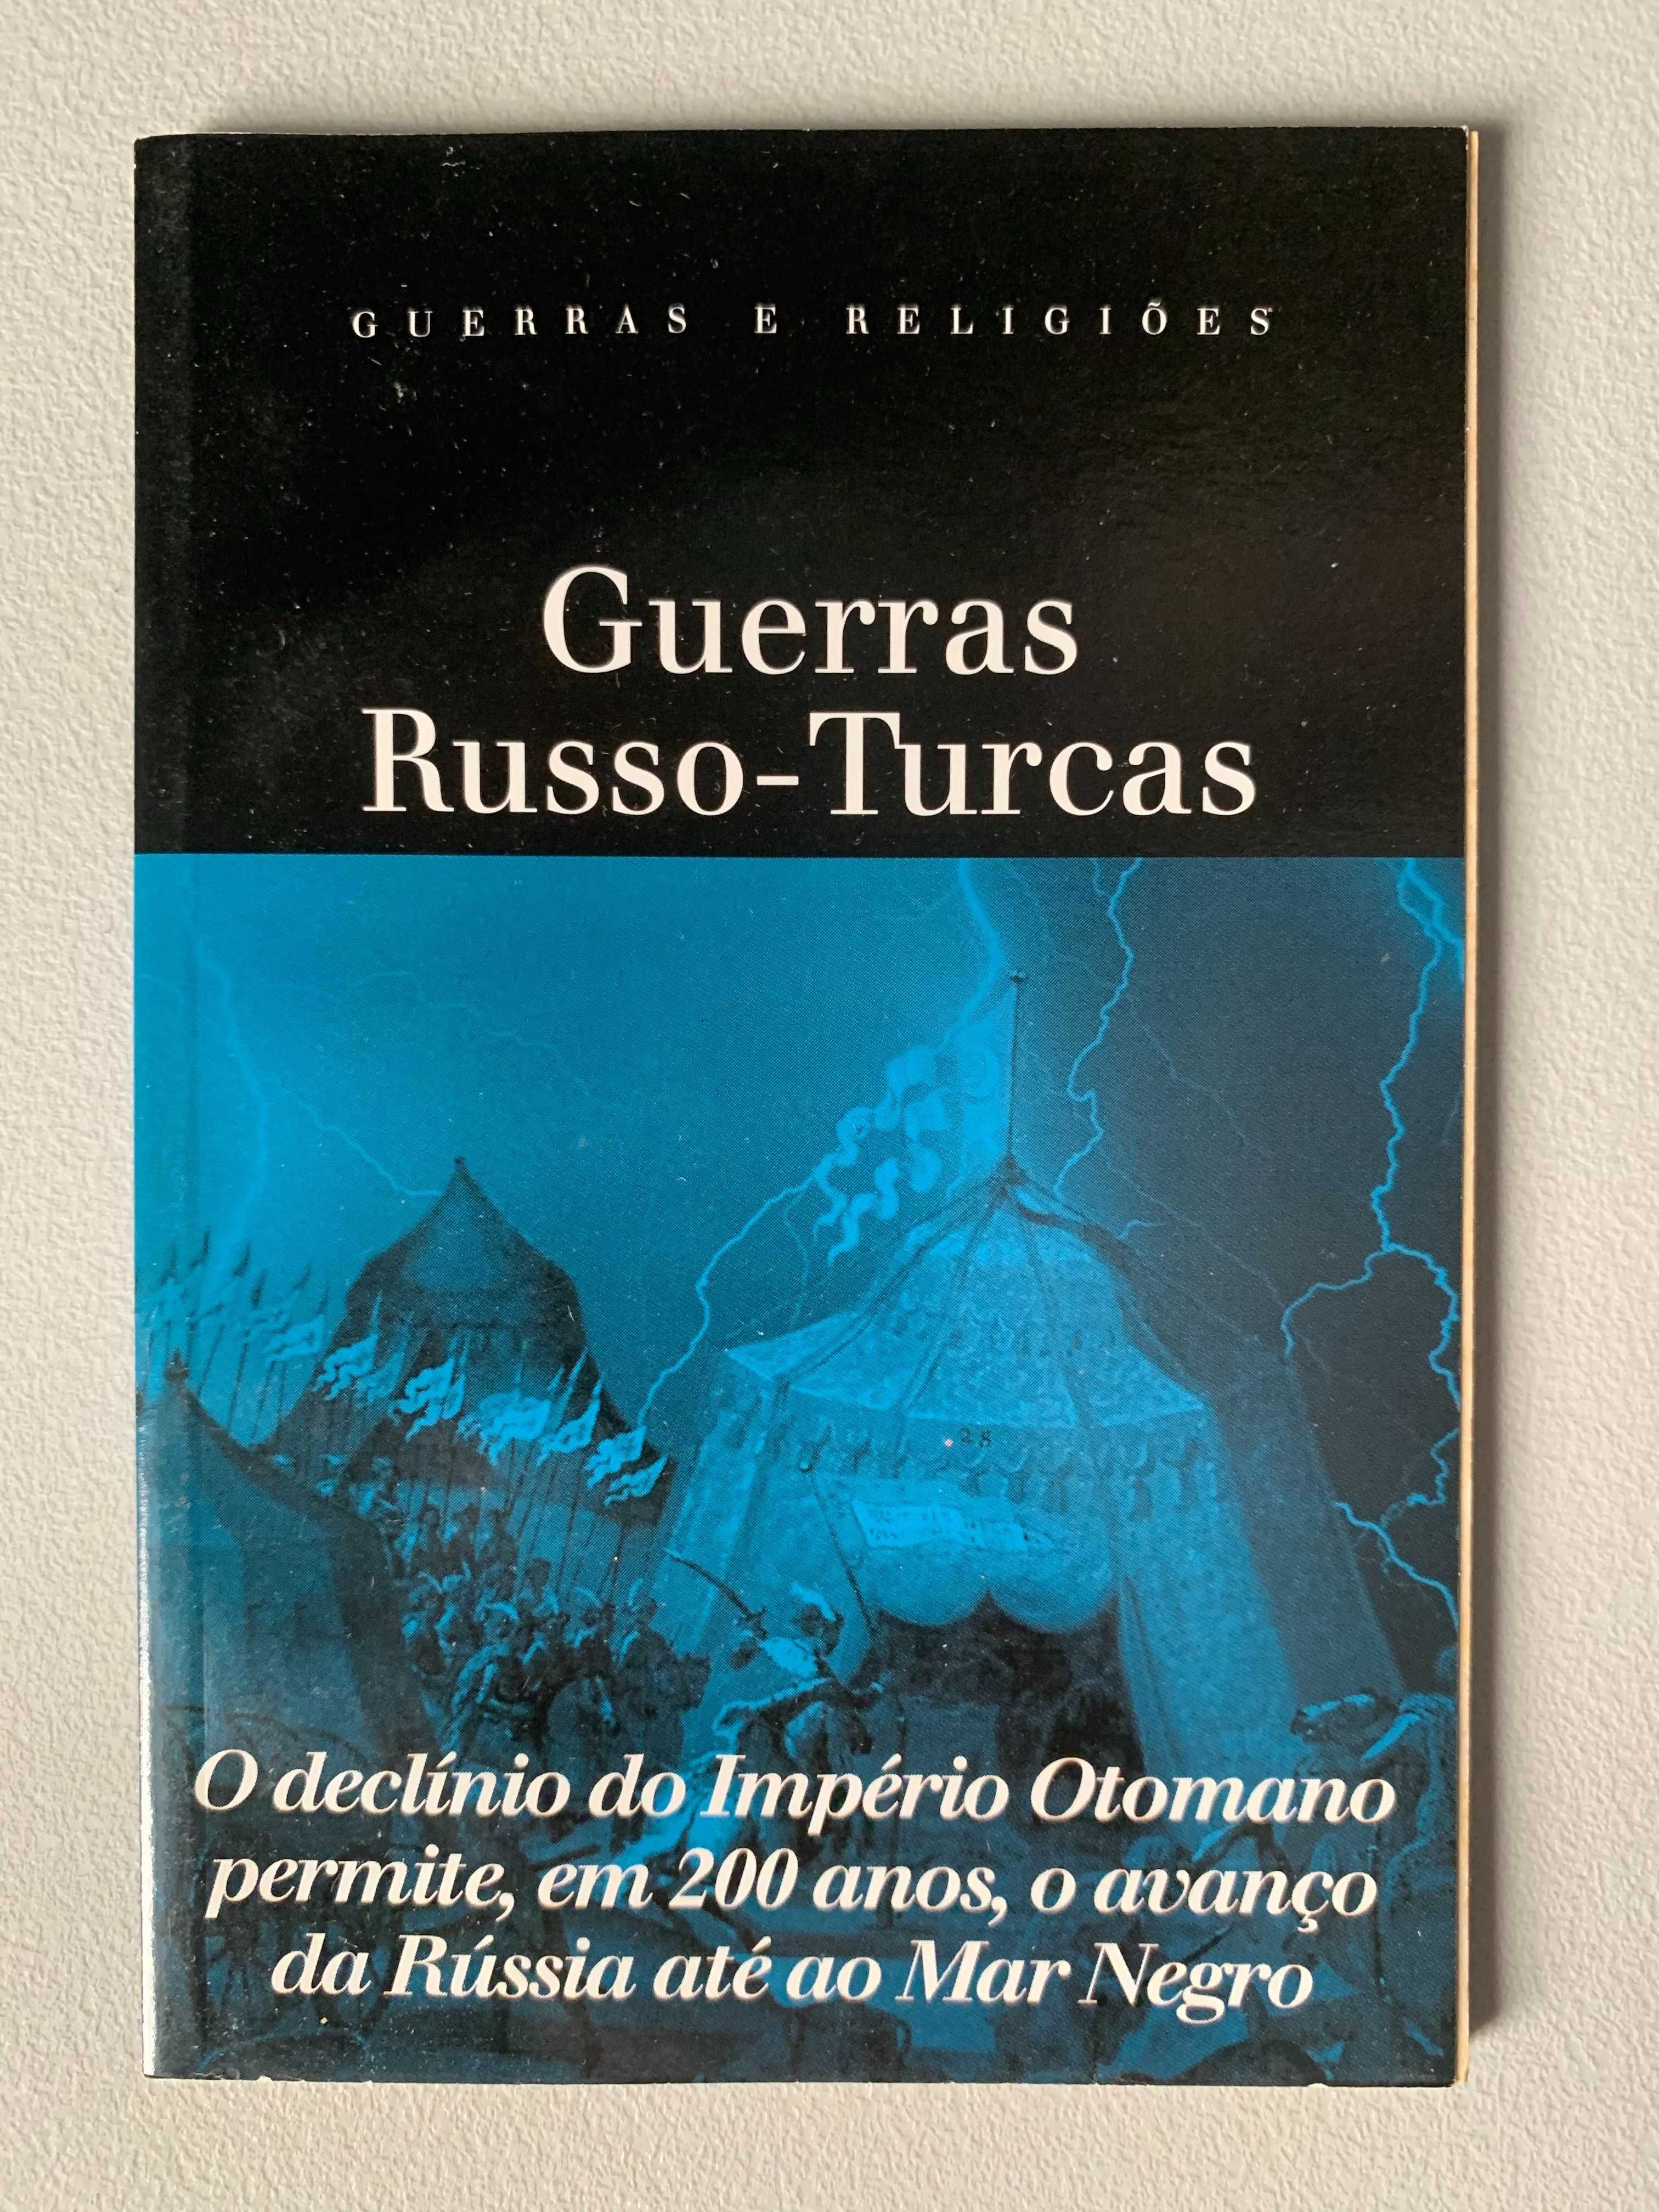 GUERRAS E RELIGIÕES
Guerras
Russo-Turcas
28
O declínio do Império Otomano
permite, em 200 anos, o avanço
da Rússia até ao Mar Negro